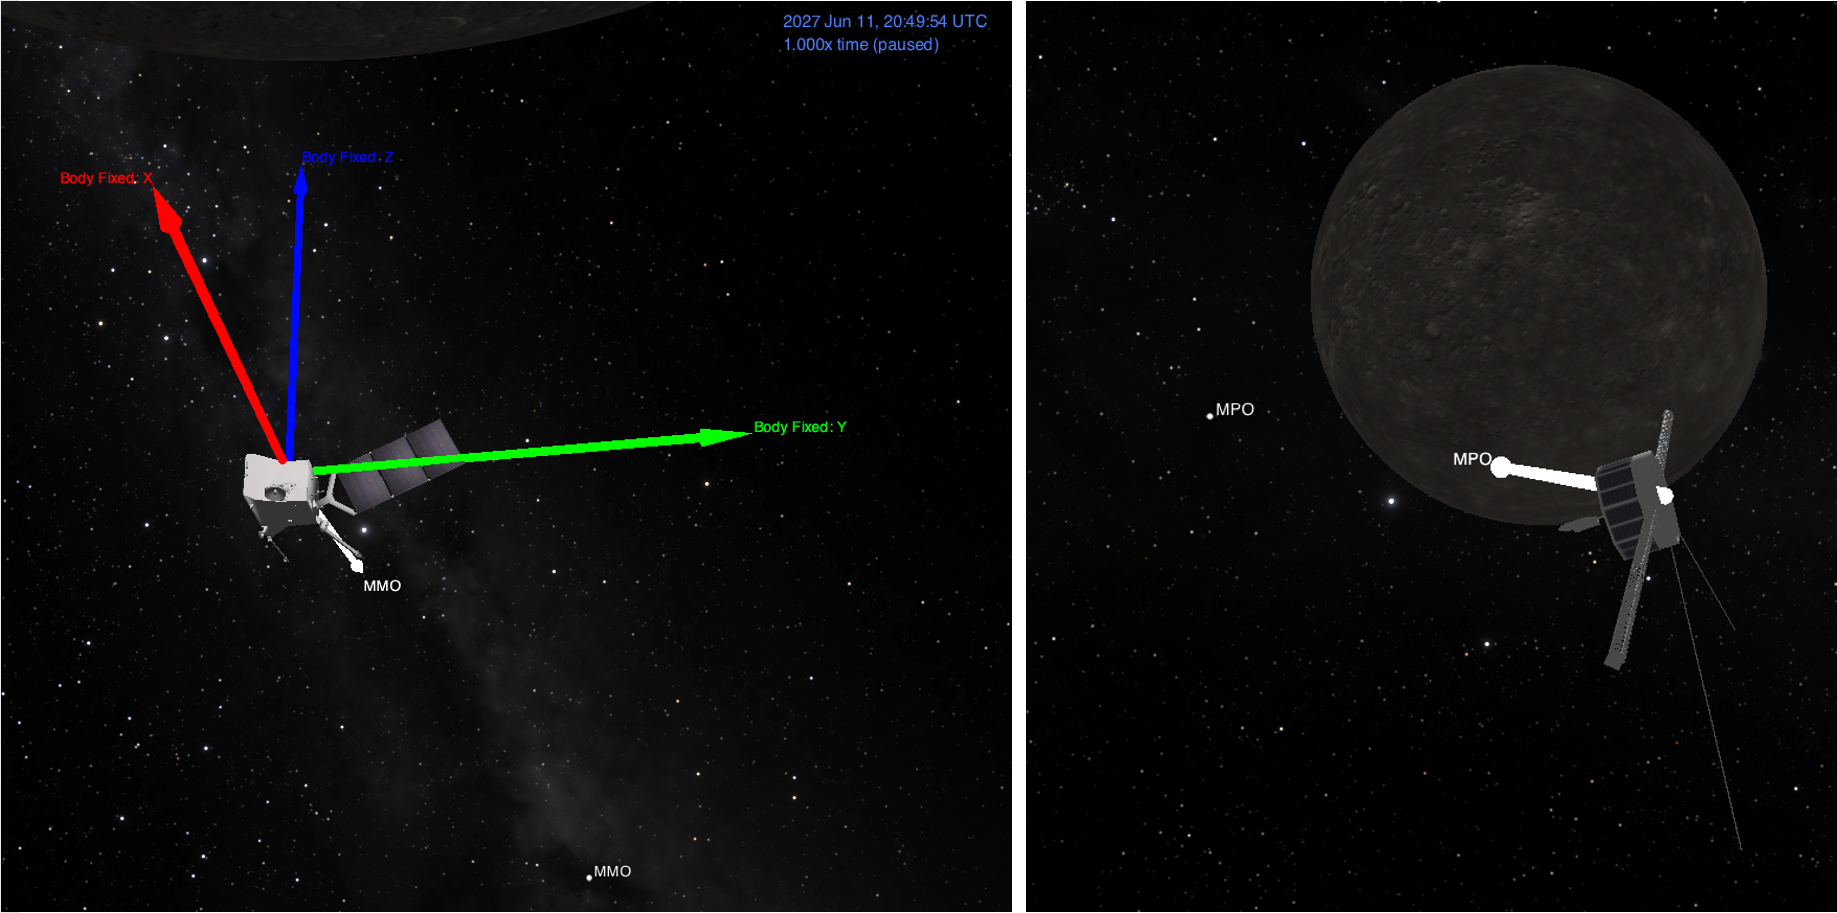 2027 Jun 11, 20:49:54 UTC
1.000x time (paused)
Body Fixed: Z
Body Fixed: X
Body Fixed: Y
MMO
MMO
MPO
MPO